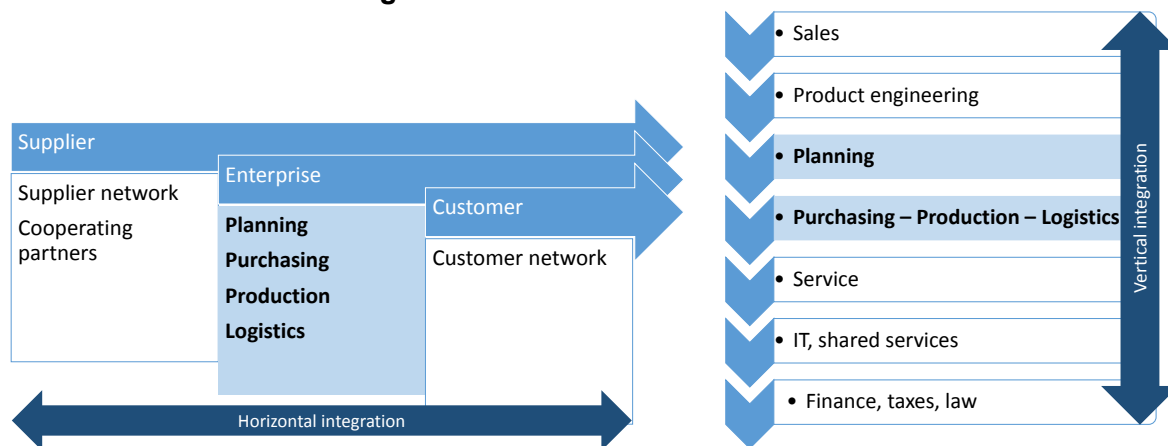 Supplier
Supplier network
Cooperating
partners
Enterprise
Planning
Purchasing
Production
Logistics
Customer
Customer network
Horizontal integration
• Sales
• Product engineering
• Planning
• Purchasing – Production – Logistics
• Service
• IT, shared services
• Finance, taxes, law
Vertical integration